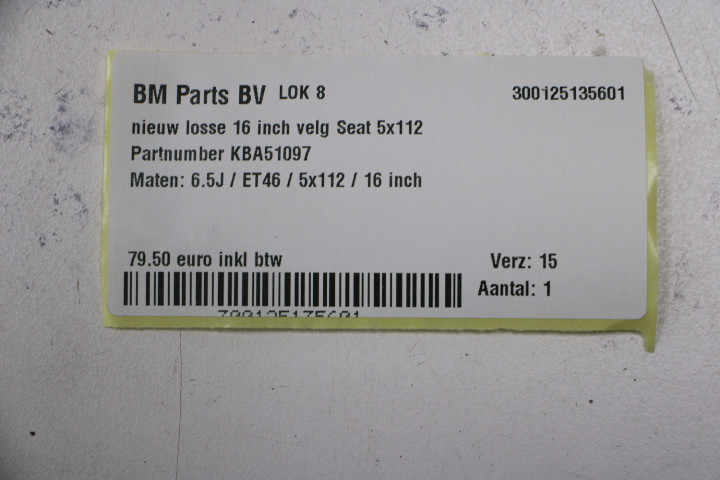 BM Parts BV LOK 8 300125135601
nieuw losse 16 inch velg Seat 5x112
Partnumber KBA51097
Maten: 6.5J / ET46 / 5x112 / 16 inch
79.50 euro inkl btw Verz: 15
Aantal: 1
300125135601